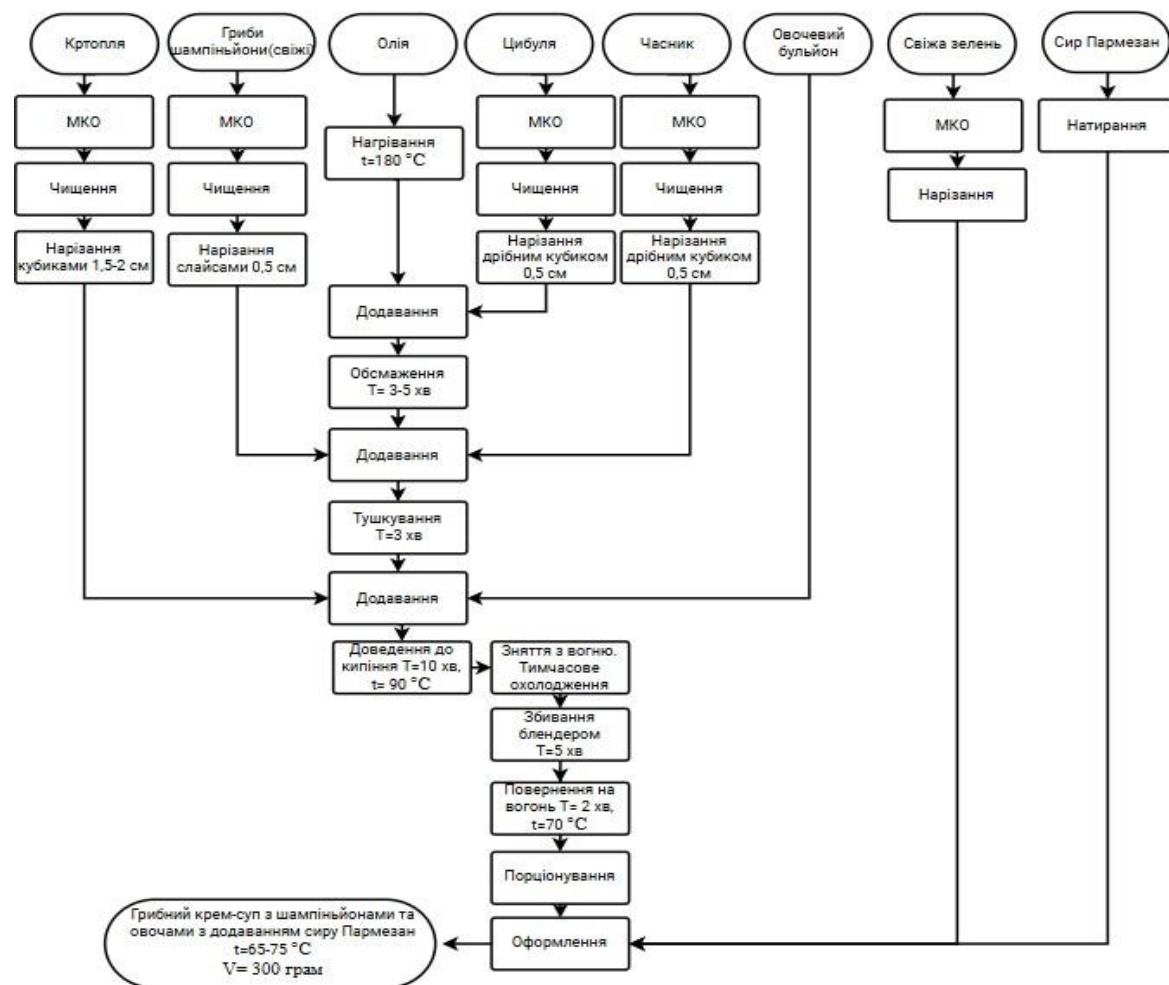 Кртопля
Гриби
шампіньйони(свіжі)
Олія
Цибуля
Часник
Овочевий
бульйон
Свіжа зелень
Сир Пармезан
МКО
МКО
Нагрівання
t=180 °C
МКО
МКО
МКО
Натирання
Чищення
Чищення
Чищення
Чищення
Нарізання
Нарізання
кубиками 1,5-2 см
Нарізання
слайсами 0,5 см
Нарізання
дрібним кубиком
0,5 см
Нарізання
дрібним кубиком
0,5 см
Додавання
Обсмаження
Т= 3-5 хв
Додавання
Тушкування
Т=3 хв
Додавання
Доведення до
кипіння Т=10 хв,
t= 90 °C
Зняття з вогню.
Тимчасове
охолодження
Збивання
блендером
Т=5 хв
Повернення на
вогонь Т= 2 хв,
t=70 °C
Порціонування
Оформлення
Грибний крем-суп з шампіньйонами та
овочами з додаванням сиру Пармезан
t=65-75 °C
V= 300 грам